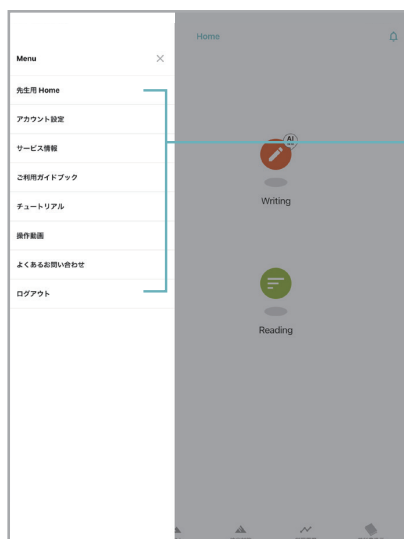 Home
Menu
先生用 Home
アカウント設定
サービス情報
ご利用ガイドブック
チュートリアル
操作動画
よくあるお問い合わせ
ログアウト
AI
Writing
Reading